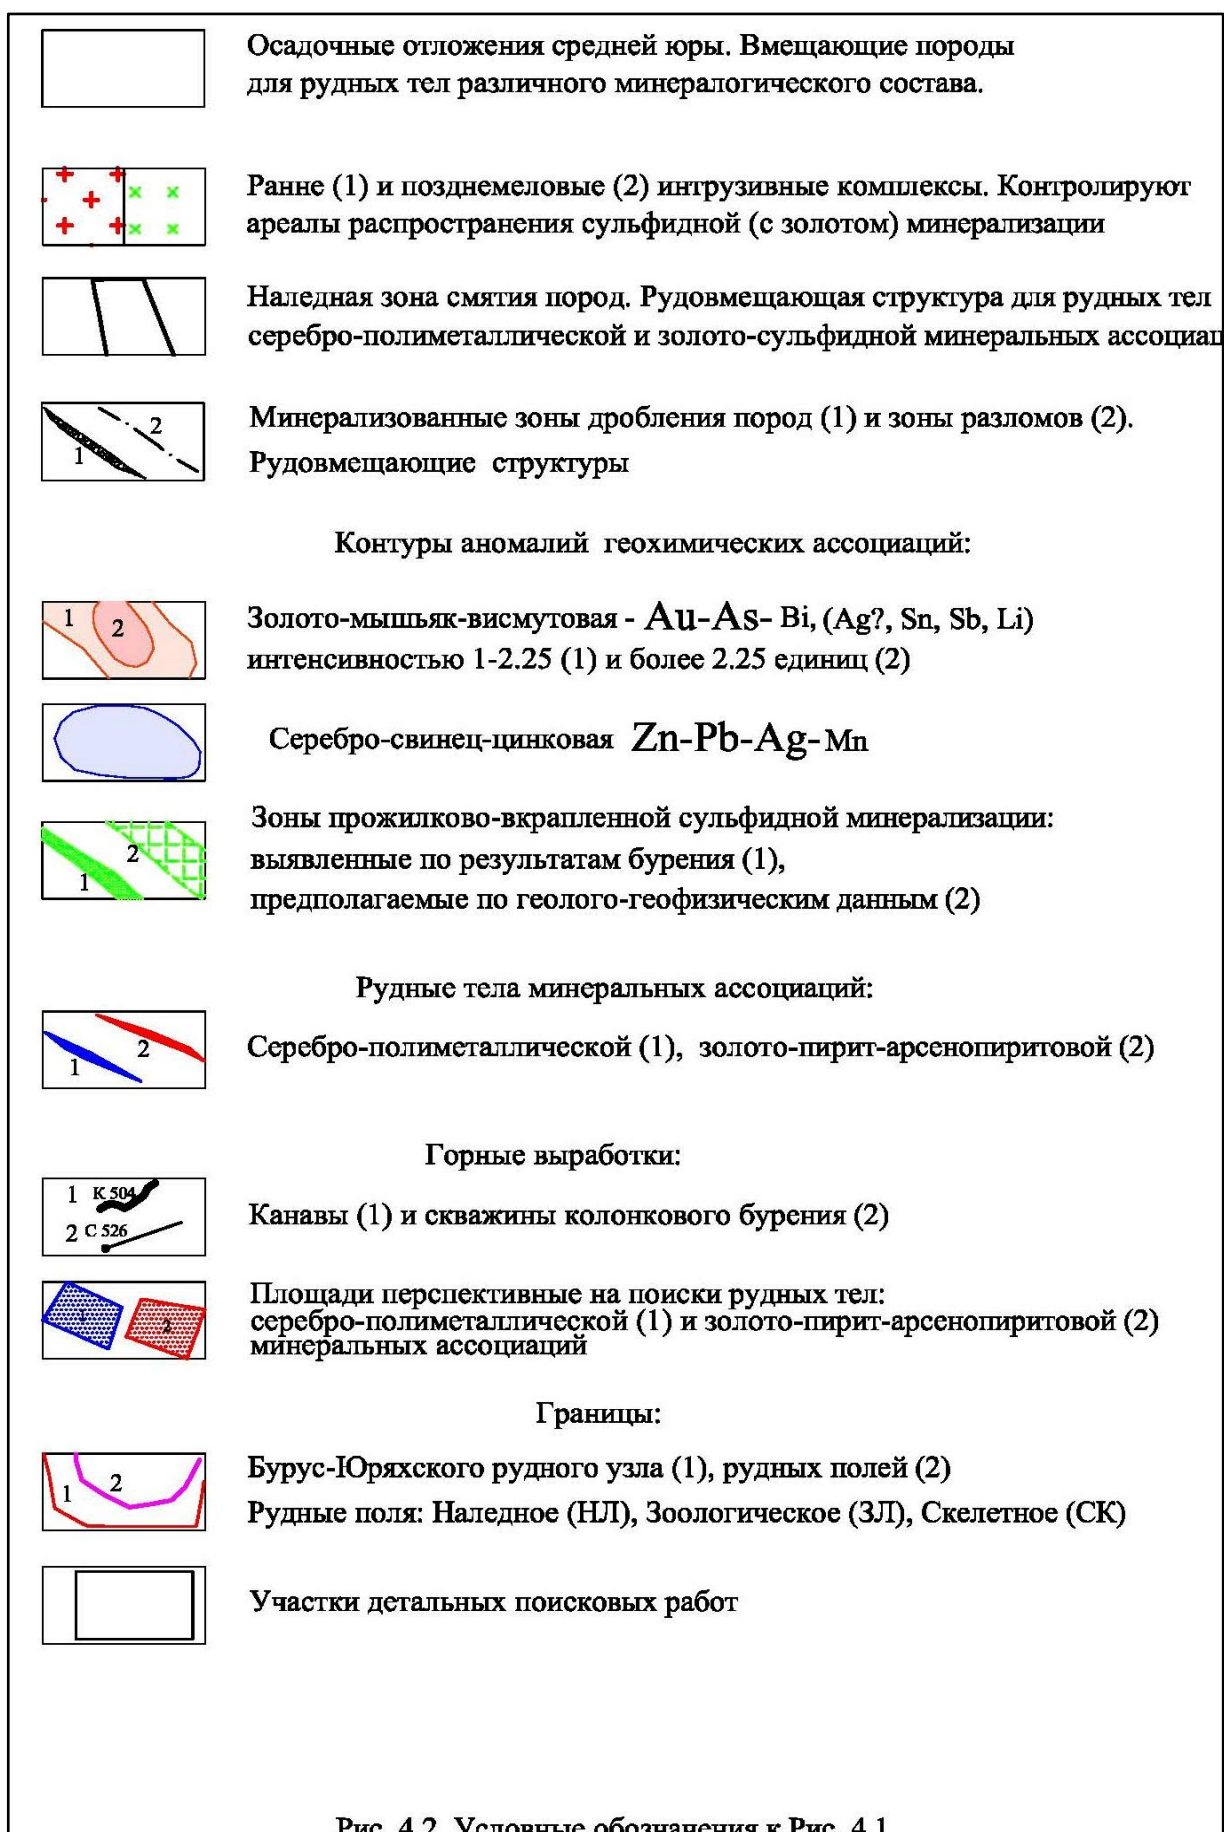 Осадочные отложения средней юры. Вмещающие породы
для рудных тел различного минералогического состава.
Ранне (1) и позднемеловые (2) интрузивные комплексы. Контролируют
ареалы распространения сульфидной (с золотом) минерализации
Наледная зона смятия пород. Рудовмещающая структура для рудных тел
серебро-полиметаллической и золото-сульфидной минеральных ассоциац
1 2
Минерализованные зоны дробления пород (1) и зоны разломов (2).
Рудовмещающие структуры
Контуры аномалий геохимических ассоциаций:
1 2
Золото-мышьяк-висмутовая - Au-As- Bi, (Ag?, Sn, Sb, Li)
интенсивностью 1-2.25 (1) и более 2.25 единиц (2)
Серебро-свинец-цинковая Zn-Pb-Ag- Mn
1 2
Зоны прожилково-вкрапленной сульфидной минерализации:
выявленные по результатам бурения (1),
предполагаемые по геолого-геофизическим данным (2)
Рудные тела минеральных ассоциаций:
1 2
Серебро-полиметаллической (1), золото-пирит-арсенопиритовой (2)
Горные выработки:
1 К 504
2 С 526
Канавы (1) и скважины колонкового бурения (2)
1 2
Площади перспективные на поиски рудных тел:
серебро-полиметаллической (1) и золото-пирит-арсенопиритовой (2)
минеральных ассоциаций
Границы:
1 2
Бурус-Юряхского рудного узла (1), рудных полей (2)
Рудные поля: Наледное (НЛ), Зоологическое (ЗЛ), Скелетное (СК)
Участки детальных поисковых работ
Рис. 4.2. Условные обозначения к Рис. 4.1